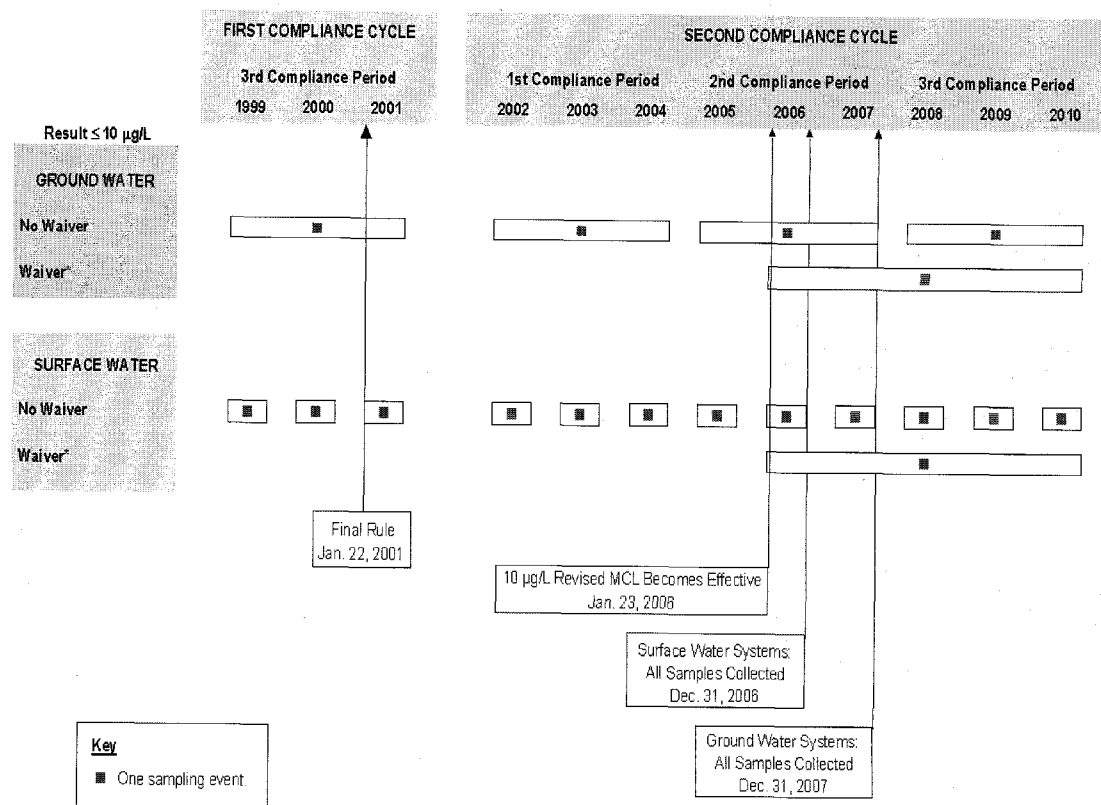 FIRST COMPLIANCE CYCLE
SECOND COMPLIANCE CYCLE
3rd Compliance Period
1st Compliance Period
2nd Compliance Period
3rd Compliance Period
1999 2000 2001
2002 2003 2004 2005 2006 2007 2008 2009 2010
Result ≤ 10 µg/L
GROUND WATER
No Waiver
Waiver*
SURFACE WATER
No Waiver
Waiver*
Final Rule
Jan. 22, 2001
10 µg/L Revised MCL Becomes Effective
Jan. 23, 2006
Surface Water Systems:
All Samples Collected
Dec. 31, 2006
Ground Water Systems:
All Samples Collected
Dec. 31, 2007
Key
One sampling event